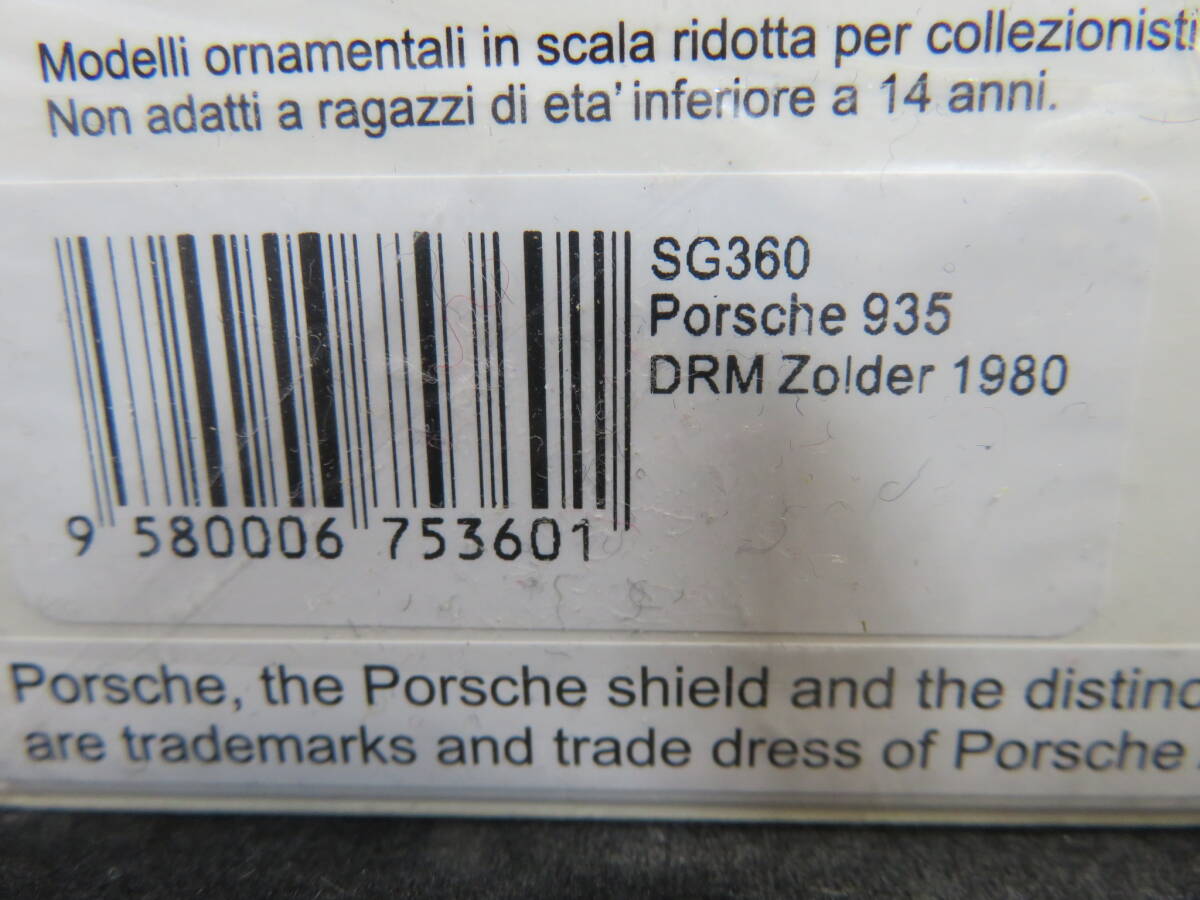 Modelli ornamentali in scala ridotta per collezionisti
Non adatti a ragazzi di eta' inferiore a 14 anni.
SG360
Porsche 935
DRM Zolder 1980
9 580006 753601
Porsche, the Porsche shield and the distinc
are trademarks and trade dress of Porsche